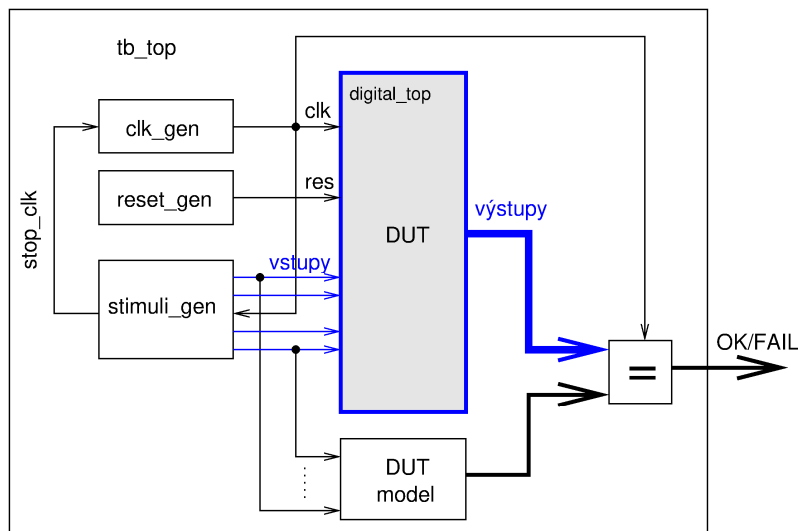 tb_top
clk_gen
clk
digital_top
reset_gen
res
stop_clk
DUT
výstupy
vstupy
stimuli_gen
=
OK/FAIL
DUT
model